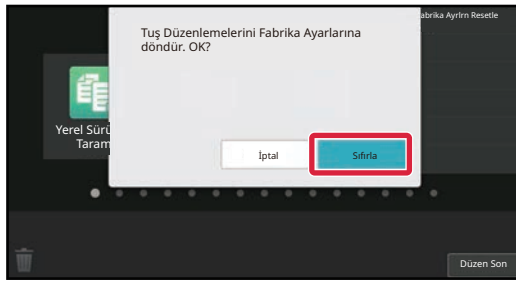 abrika Ayrlrn Resetle
Tuş Düzenlemelerini Fabrika Ayarlarına
döndür. OK?
Yerel Sürü
Taram
İptal
Sıfırla
Düzen Son